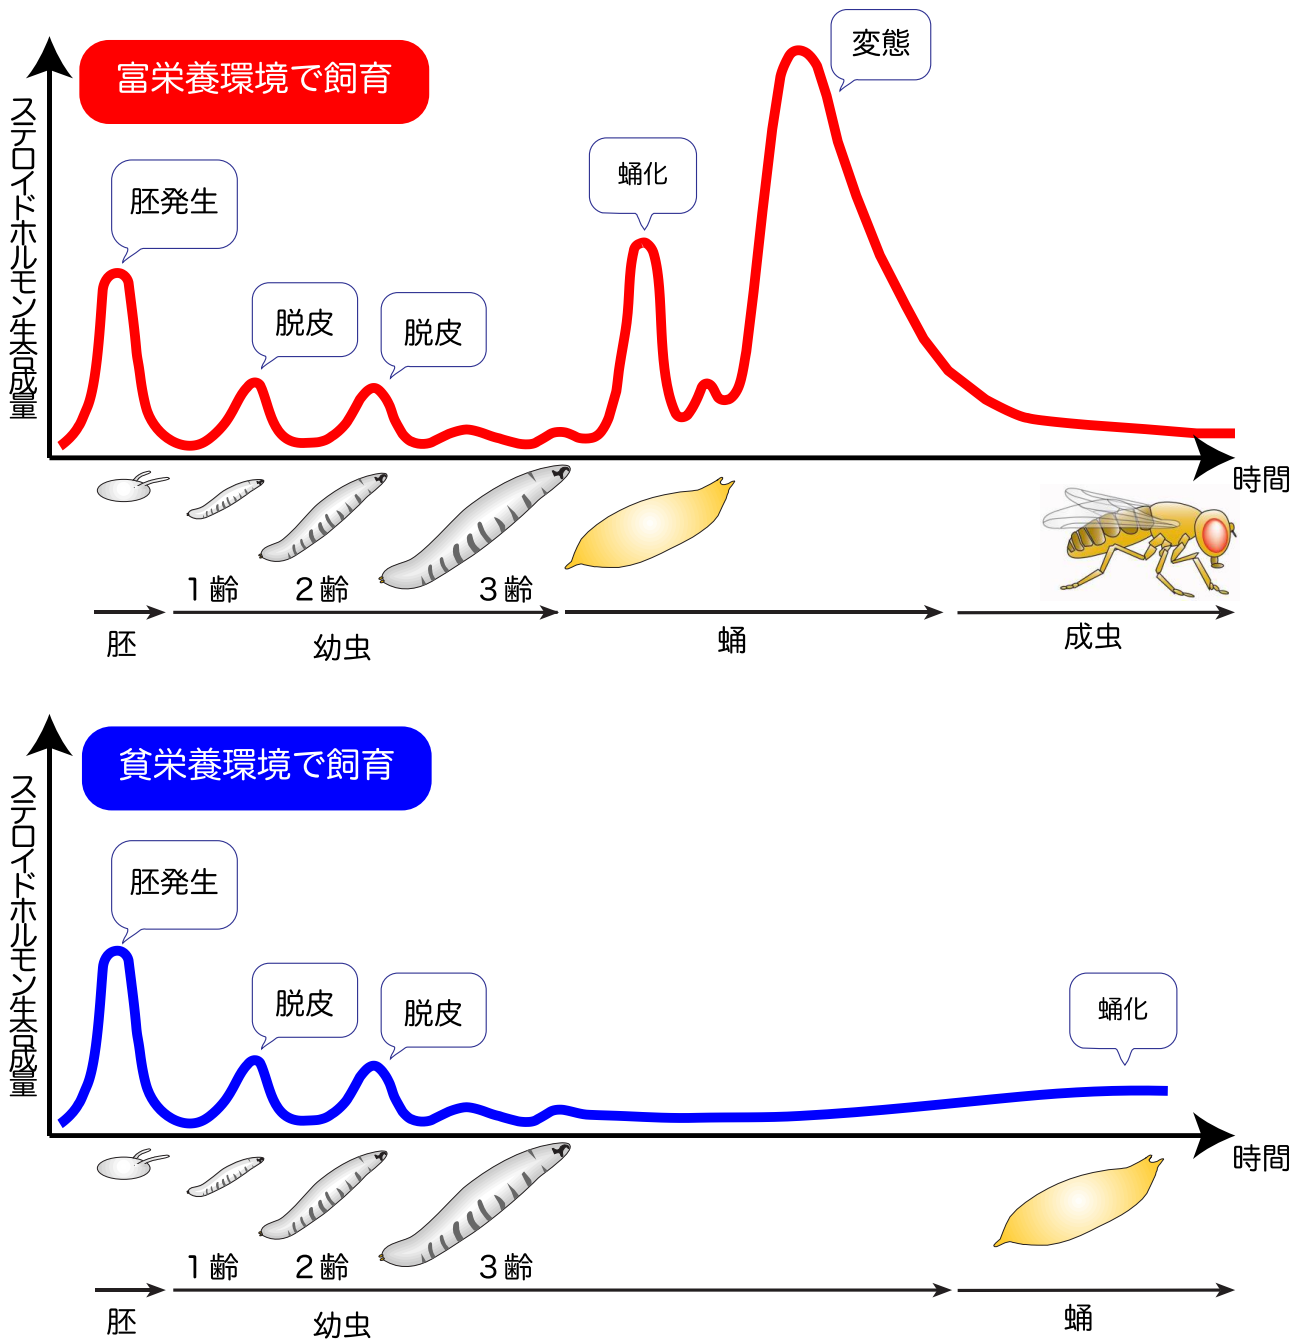 富栄養環境で飼育
ステロイドホルモン生合成量
胚発生
脱皮
脱皮
蛹化
変態
時間
1齢
2齢
3齢
胚
幼虫
蛹
成虫
貧栄養環境で飼育
ステロイドホルモン生合成量
胚発生
脱皮
脱皮
蛹化
時間
1齢
2齢
3齢
胚
幼虫
蛹